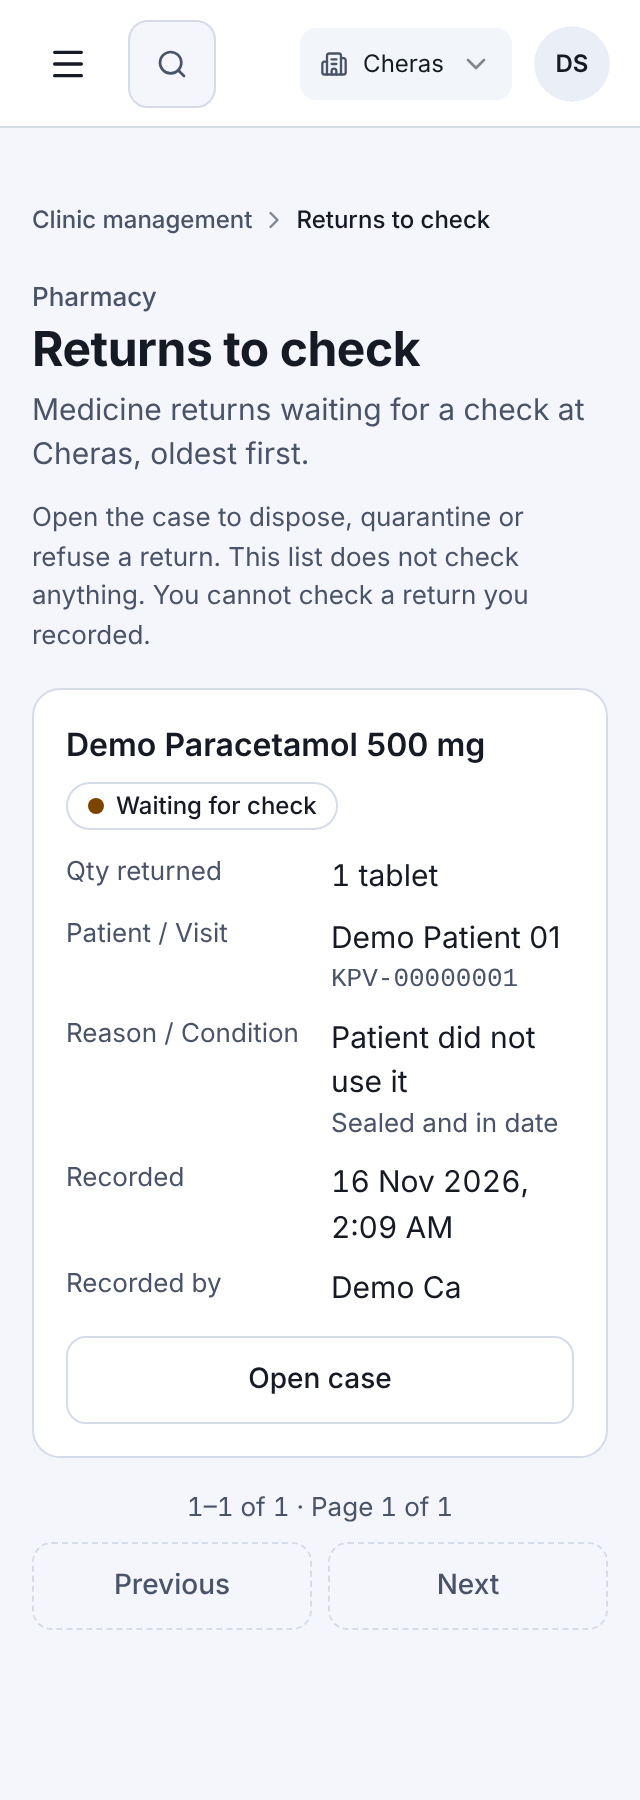 Cheras
DS
Clinic management > Returns to check
Pharmacy
Returns to check
Medicine returns waiting for a check at
Cheras, oldest first.
Open the case to dispose, quarantine or
refuse a return. This list does not check
anything. You cannot check a return you
recorded.
Demo Paracetamol 500 mg
Waiting for check
Qty returned
1 tablet
Patient / Visit
Demo Patient 01
KPV-00000001
Reason / Condition
Patient did not
use it
Sealed and in date
Recorded
16 Nov 2026,
2:09 AM
Recorded by
Demo Ca
Open case
1–1 of 1 · Page 1 of 1
Previous
Next